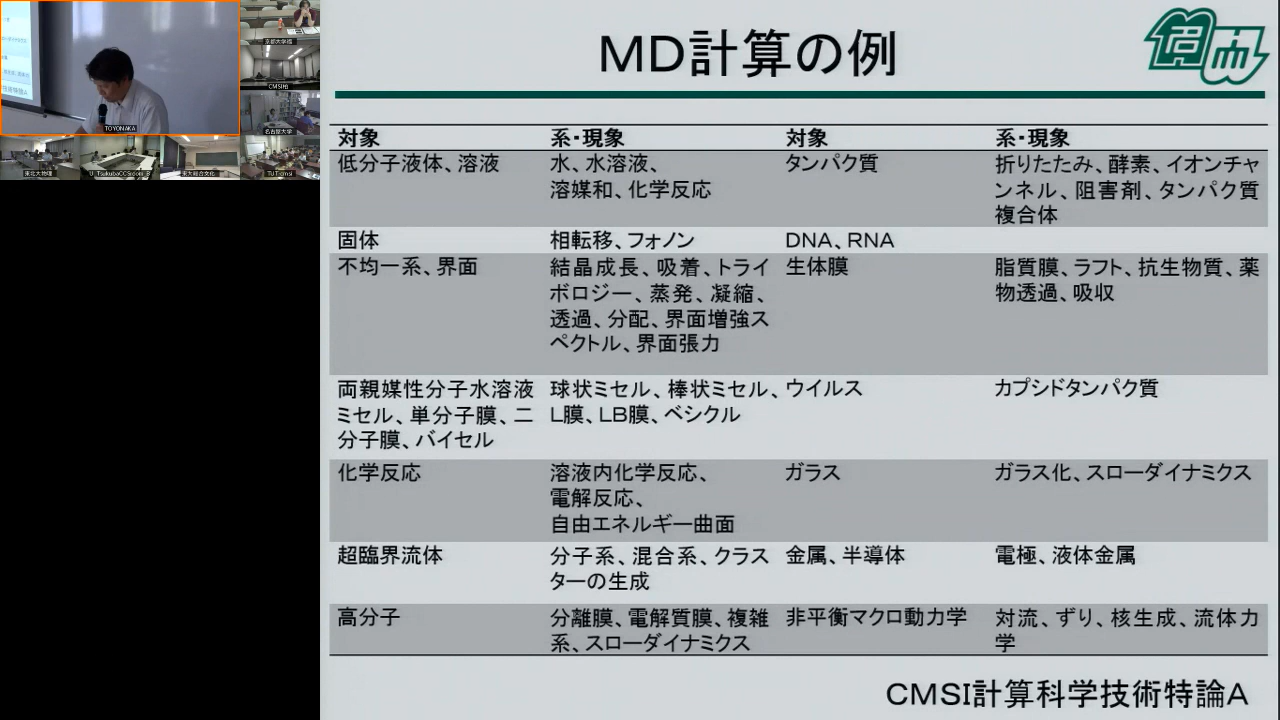 MD計算の例
対象 系・現象 対象 系・現象
低分子液体、溶液 水、水溶液、 タンパク質 折りたたみ、酵素、イオンチャ
溶媒和、化学反応 ンネル、阻害剤、タンパク質
複合体
固体 相転移、フォノン DNA、RNA
不均一系、界面 結晶成長、吸着、トライ 生体膜 脂質膜、ラフト、抗生物質、薬
ボロジー、蒸発、凝縮、 物透過、吸収
透過、分配、界面増強ス
ペクトル、界面張力
両親媒性分子水溶液 球状ミセル、棒状ミセル、 ウイルス カプシドタンパク質
ミセル、単分子膜、二 L膜、LB膜、ベシクル
分子膜、バイセル
化学反応 溶液内化学反応、 ガラス ガラス化、スローダイナミクス
電解反応、
自由エネルギー曲面
超臨界流体 分子系、混合系、クラス 金属、半導体 電極、液体金属
ターの生成
高分子 分離膜、電解質膜、複雑 非平衡マクロ動力学 対流、ずり、核生成、流体力
系、スローダイナミクス 学
CMSI計算科学技術特論A
TOYONAKA
CMSI柏
名古屋大学
東北大物理
U_TsukubaCCS
東大総合文化
TUT-cmsi